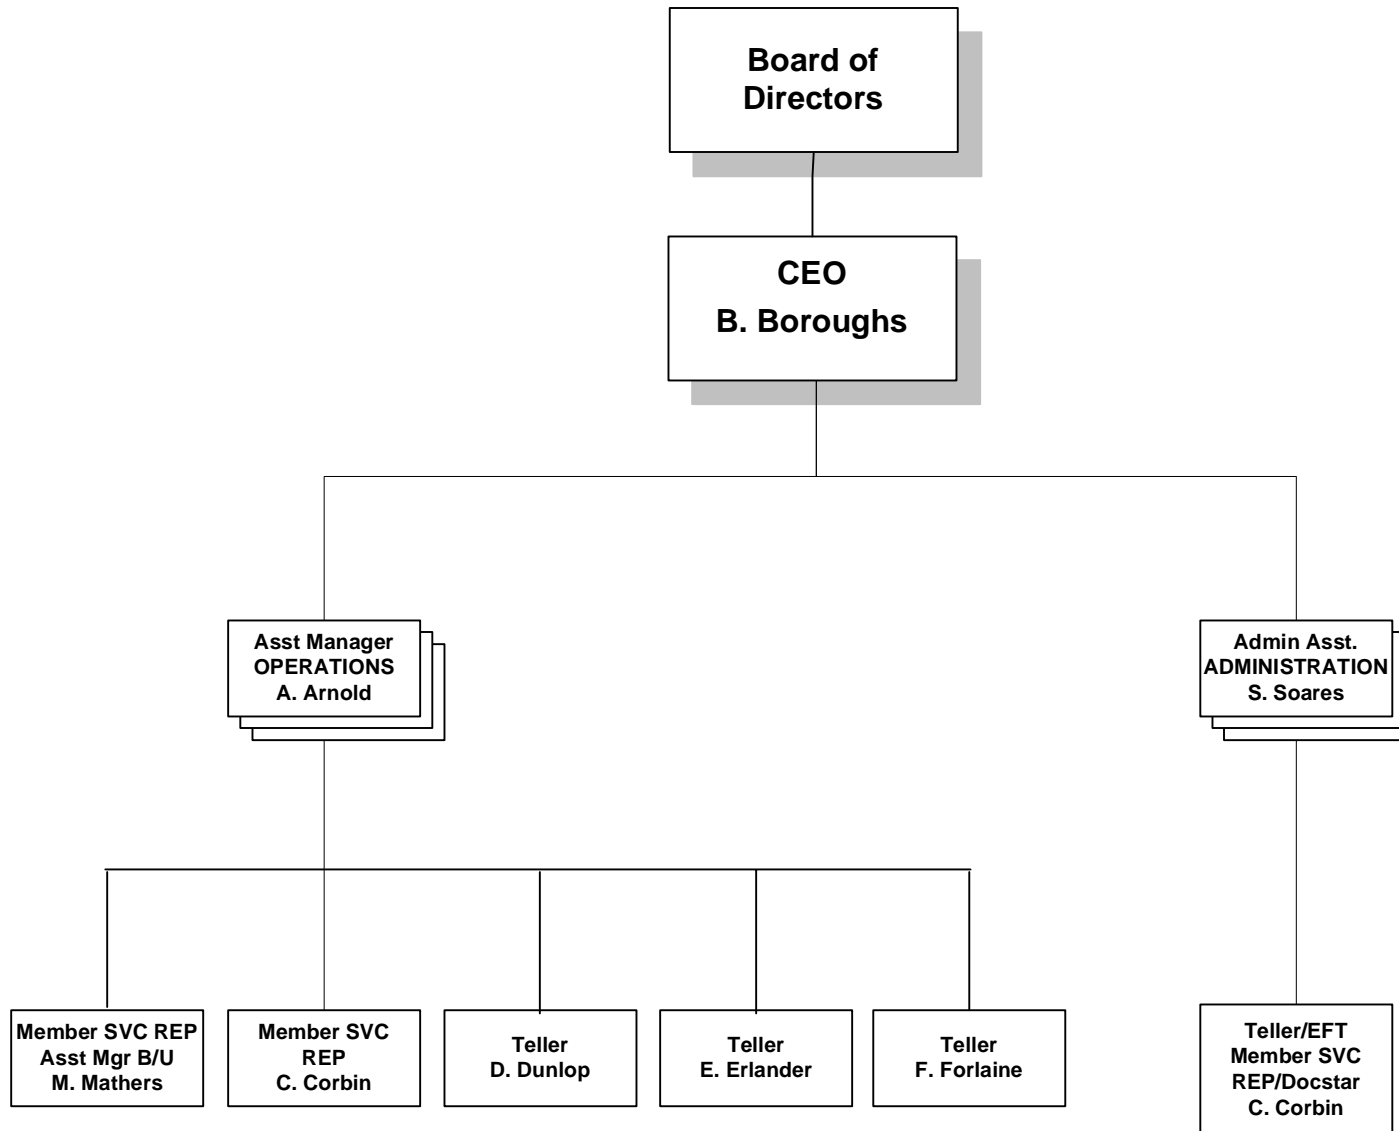 Board of
Directors
CEO
B. Boroughs
Asst Manager
OPERATIONS
A. Arnold
Admin Asst.
ADMINISTRATION
S. Soares
Member SVC REP
Asst Mgr B/U
M. Mathers
Member SVC
REP
C. Corbin
Teller
D. Dunlop
Teller
E. Erlander
Teller
F. Forlaine
Teller/EFT
Member SVC
REP/Docstar
C. Corbin